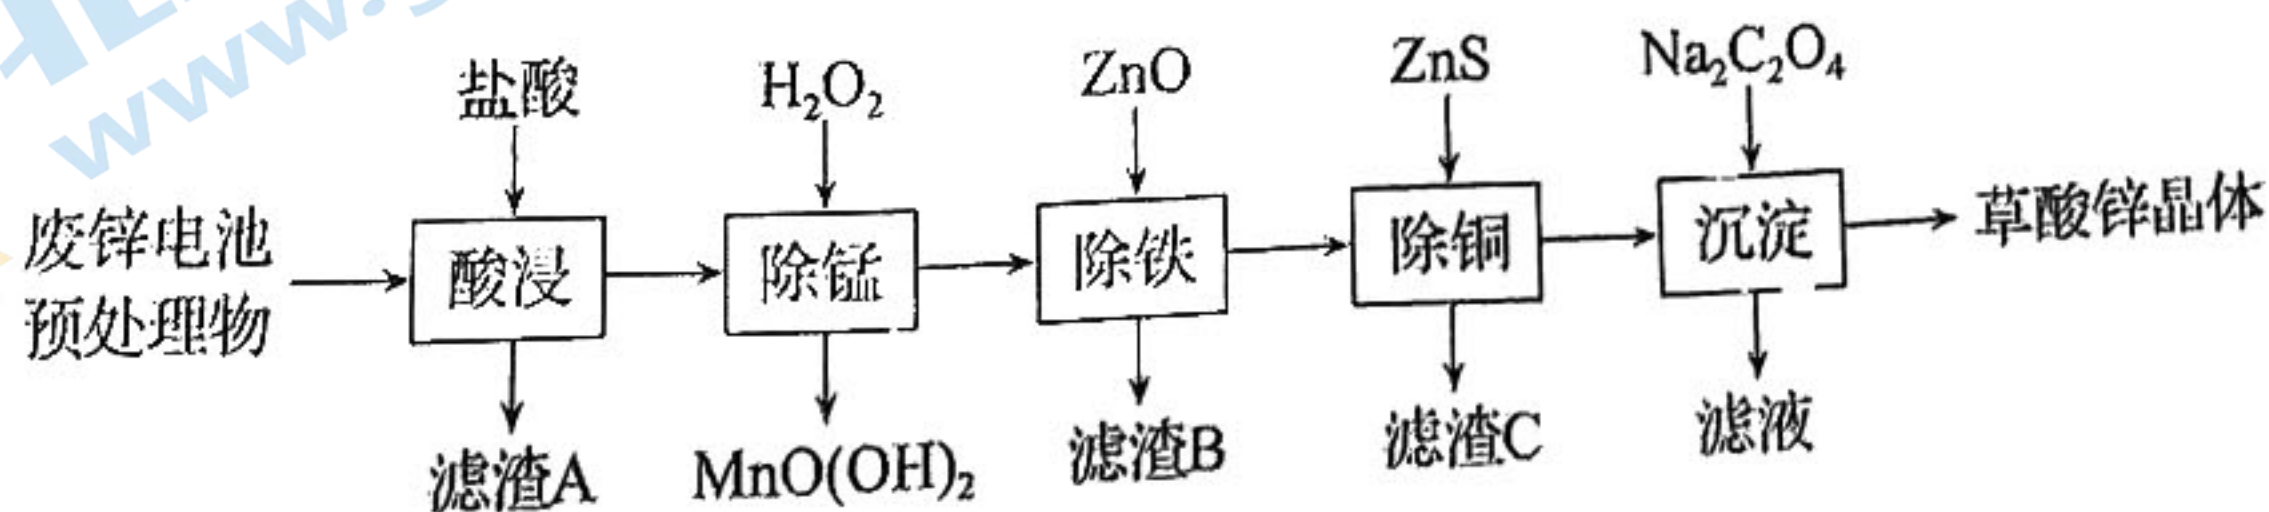 盐酸
H₂O₂
ZnO
ZnS
Na₂C₂O₄
废锌电池
预处理物
酸浸
除锰
除铁
除铜
沉淀
草酸锌晶体
滤渣A
MnO(OH)₂
滤渣B
滤渣C
滤液
www.